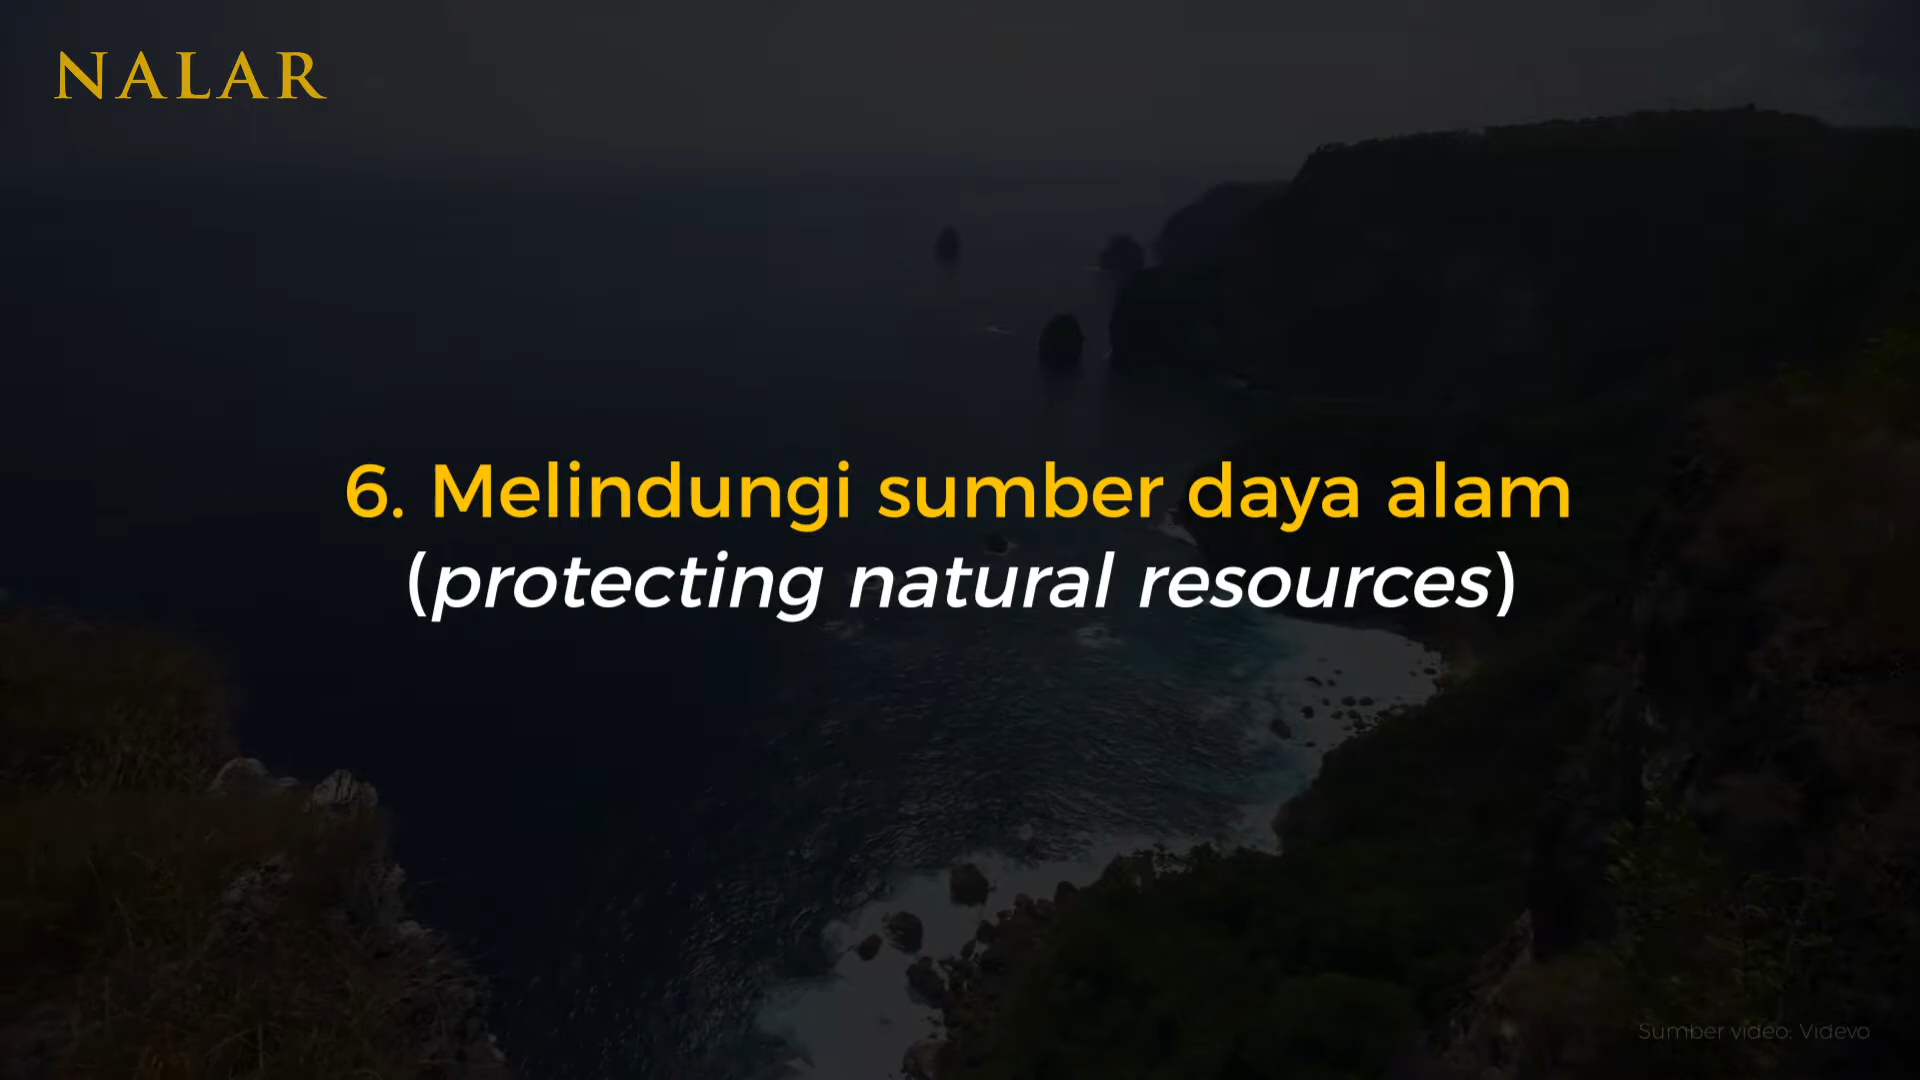 NALAR
6. Melindungi sumber daya alam
(protecting natural resources)
Sumber video: Videvo